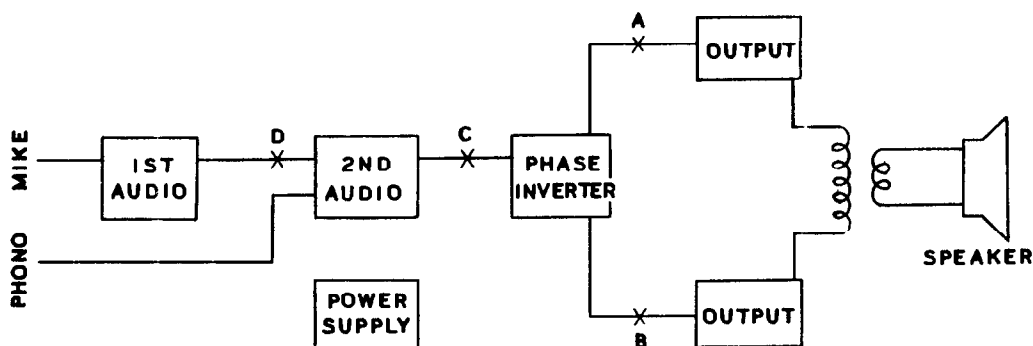 MIKE
1ST
AUDIO
D
2ND
AUDIO
C
PHASE
INVERTER
A
OUTPUT
PHONO
POWER
SUPPLY
B
OUTPUT
SPEAKER